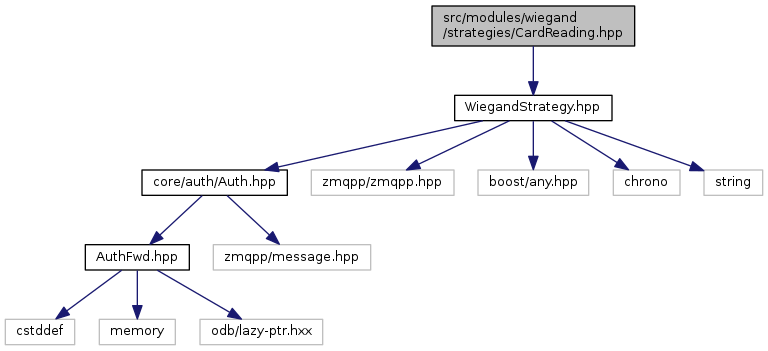 src/modules/wiegand
/strategies/CardReading.hpp
WiegandStrategy.hpp
core/auth/Auth.hpp
zmqpp/zmqpp.hpp
boost/any.hpp
chrono
string
AuthFwd.hpp
zmqpp/message.hpp
cstddef
memory
odb/lazy-ptr.hxx